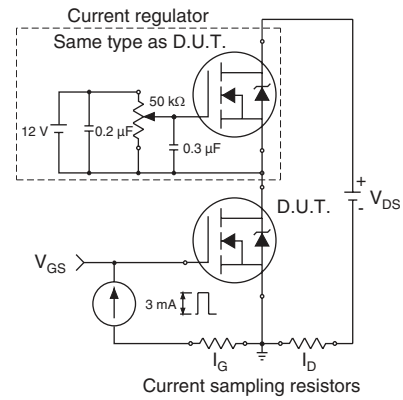 Current regulator
Same type as D.U.T.
50 kΩ
12 V
0.2 µF
0.3 µF
+
V_DS
-
D.U.T.
V_GS
3 mA
I_G
I_D
Current sampling resistors